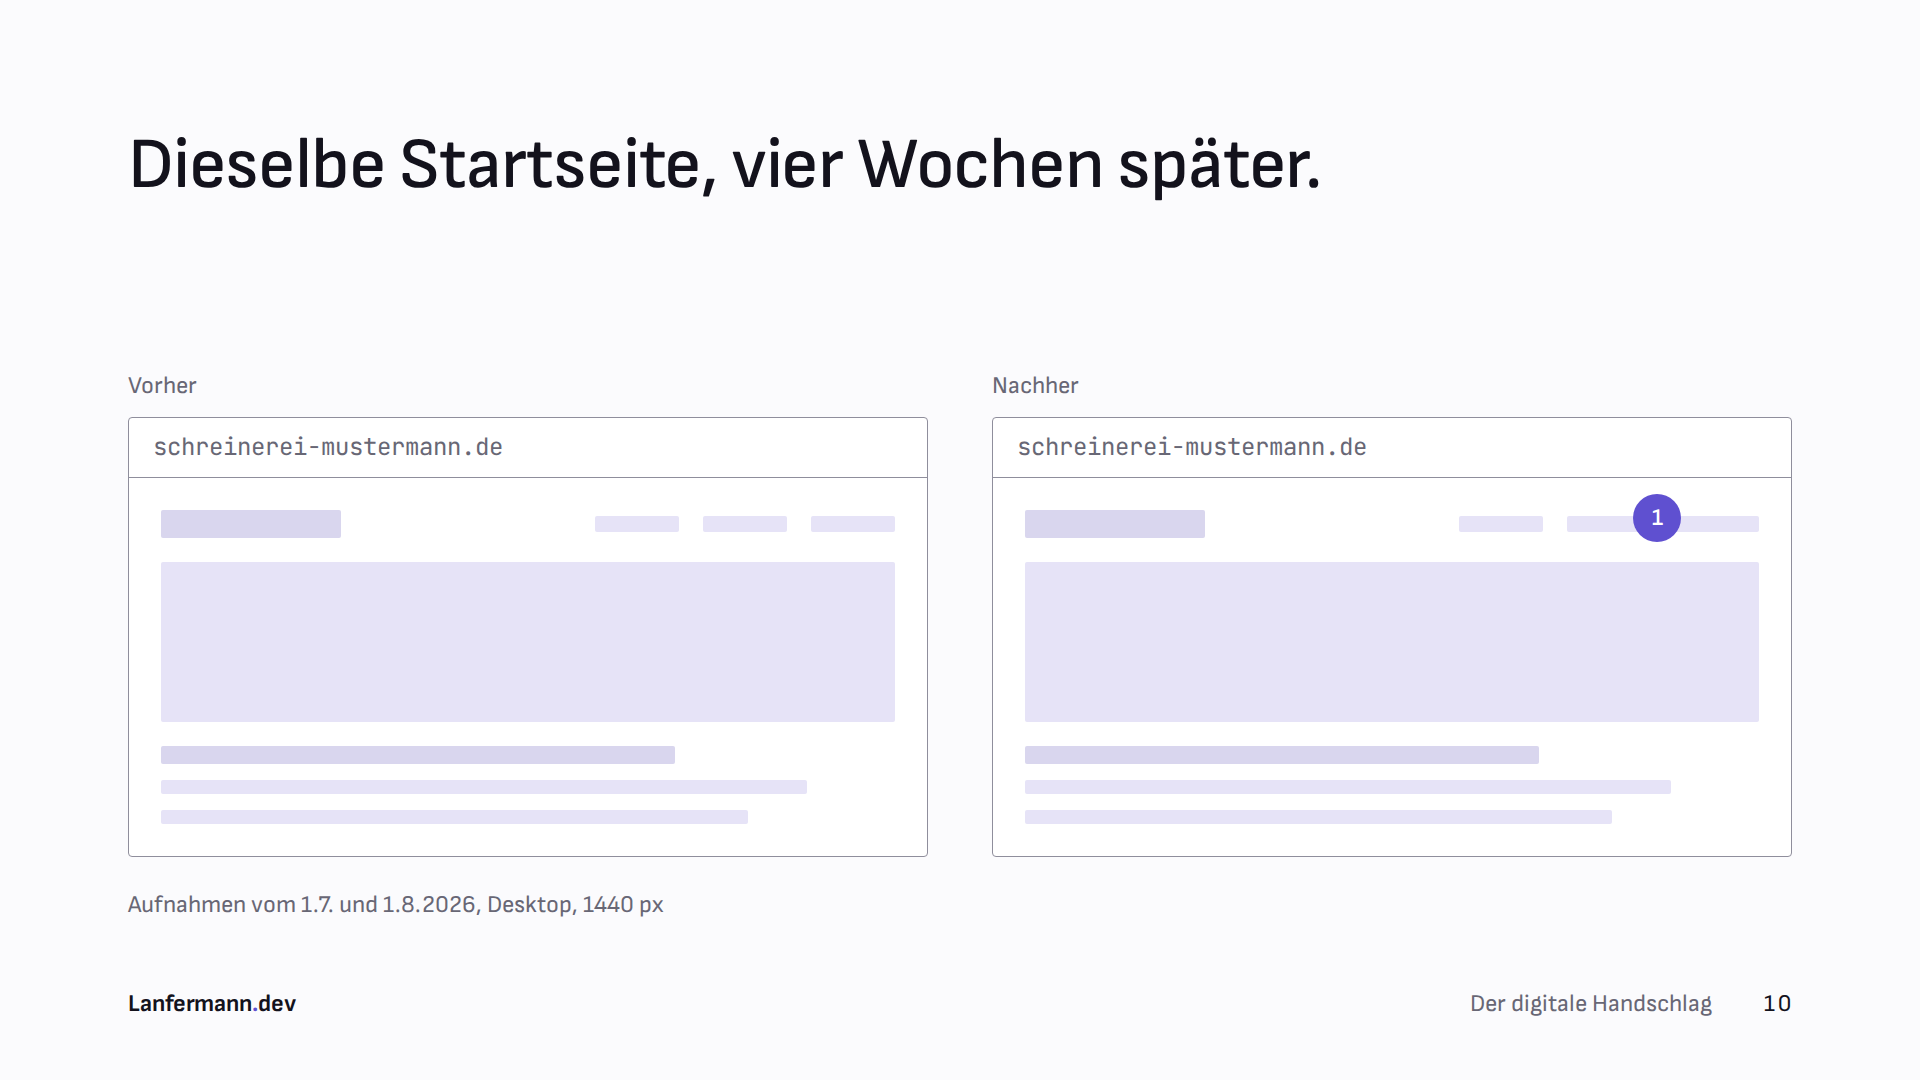 Dieselbe Startseite, vier Wochen später.
Vorher
Nachher
schreinerei-mustermann.de
schreinerei-mustermann.de
1
Aufnahmen vom 1.7. und 1.8.2026, Desktop, 1440 px
Lanfermann.dev
Der digitale Handschlag
10